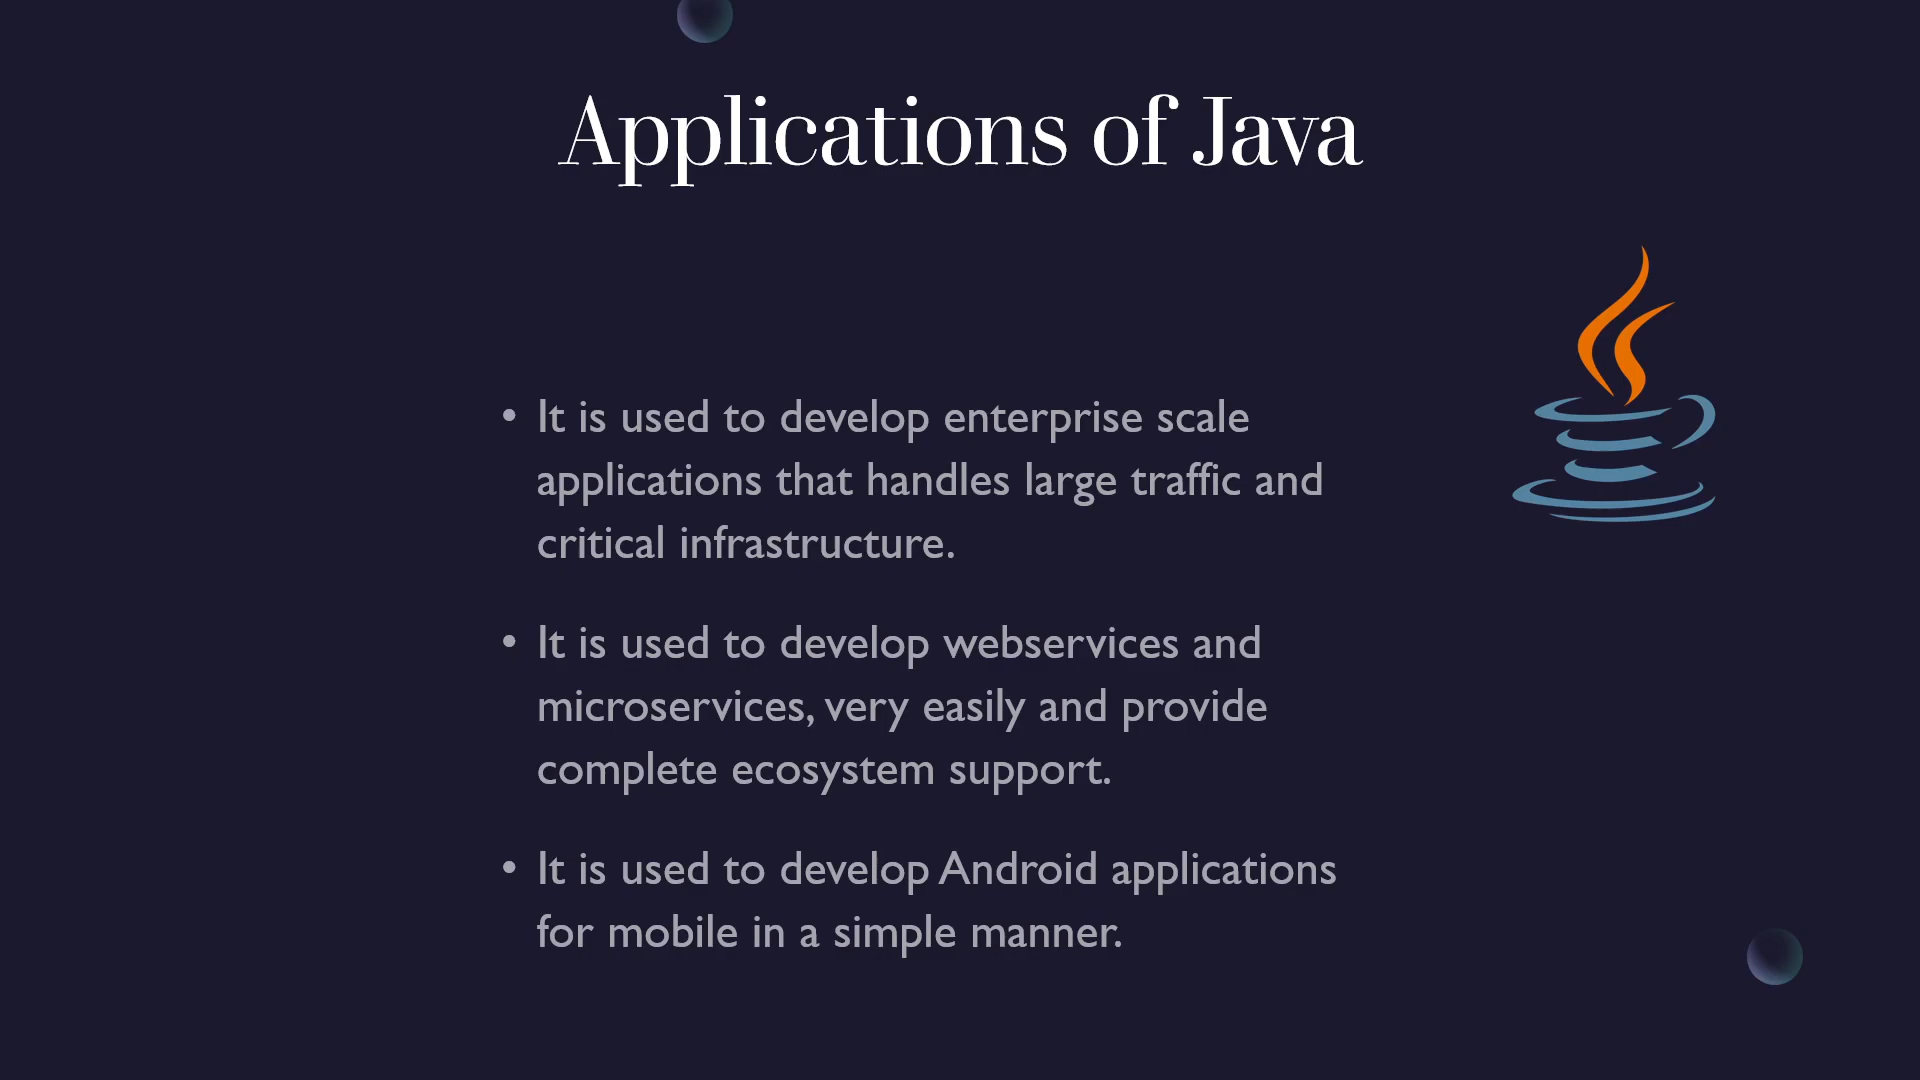 Applications of Java
• It is used to develop enterprise scale
applications that handles large traffic and
critical infrastructure.
• It is used to develop webservices and
microservices, very easily and provide
complete ecosystem support.
• It is used to develop Android applications
for mobile in a simple manner.